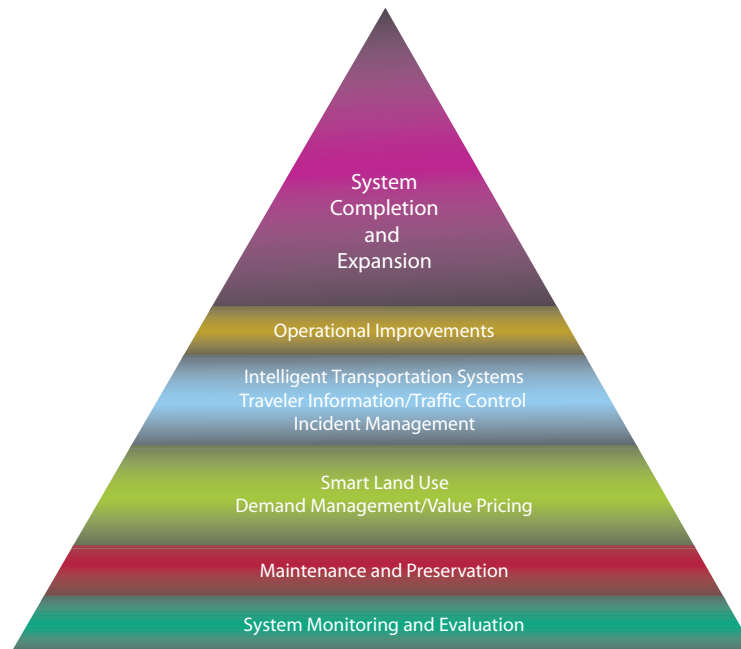 System
Completion
and
Expansion
Operational Improvements
Intelligent Transportation Systems
Traveler Information/Traffic Control
Incident Management
Smart Land Use
Demand Management/Value Pricing
Maintenance and Preservation
System Monitoring and Evaluation